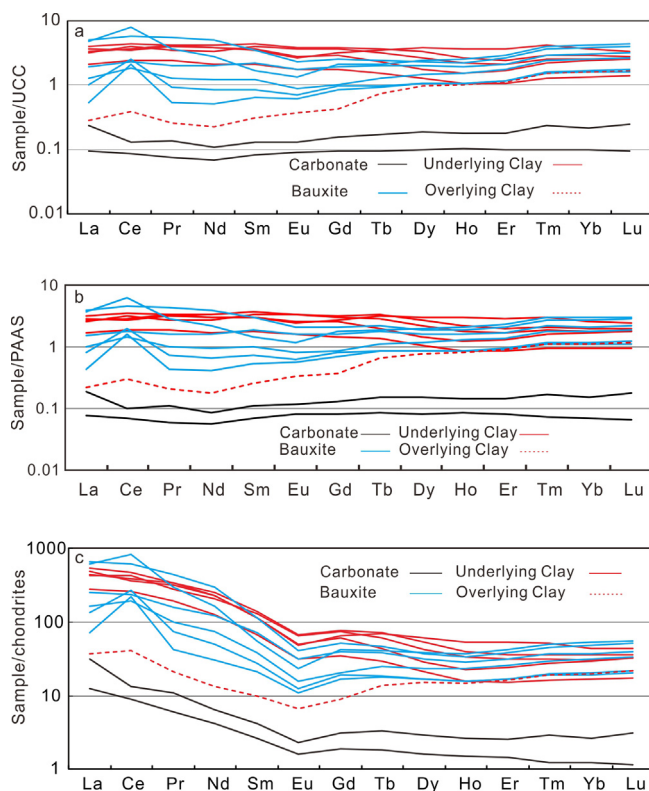 a
Sample/UCC
10
1
0.1
0.01
Carbonate Underlying Clay
Bauxite Overlying Clay
La Ce Pr Nd Sm Eu Gd Tb Dy Ho Er Tm Yb Lu
b
Sample/PAAS
10
1
0.1
0.01
Carbonate Underlying Clay
Bauxite Overlying Clay
La Ce Pr Nd Sm Eu Gd Tb Dy Ho Er Tm Yb Lu
c
Sample/chondrites
1000
100
10
1
Carbonate Underlying Clay
Bauxite Overlying Clay
La Ce Pr Nd Sm Eu Gd Tb Dy Ho Er Tm Yb Lu